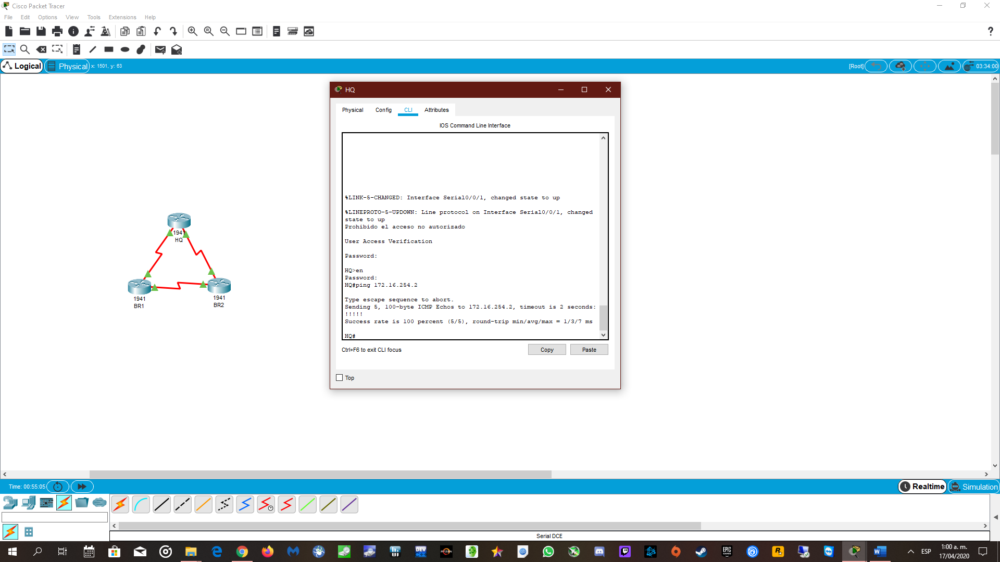 Cisco Packet Tracer
File Edit Options View Tools Extensions Help
Logical
Physical
x: 1501, y: 63
[Root]
03:34:00
HQ
Physical Config CLI Attributes
IOS Command Line Interface
%LINK-5-CHANGED: Interface Serial0/0/1, changed state to up
%LINEPROTO-5-UPDOWN: Line protocol on Interface Serial0/0/1, changed
state to up
Prohibido el acceso no autorizado
User Access Verification
Password:
HQ>en
Password:
HQ#ping 172.16.254.2
Type escape sequence to abort.
Sending 5, 100-byte ICMP Echos to 172.16.254.2, timeout is 2 seconds:
!!!!!
Success rate is 100 percent (5/5), round-trip min/avg/max = 1/3/7 ms
HQ#
Ctrl+F6 to exit CLI focus
Copy
Paste
Top
1941
HQ
1941
BR1
1941
BR2
Time: 00:55:05
Realtime
Simulation
Serial DCE
DEV
RYZEN
EPIC
GAMES
ESP
1:00 a. m.
17/04/2020